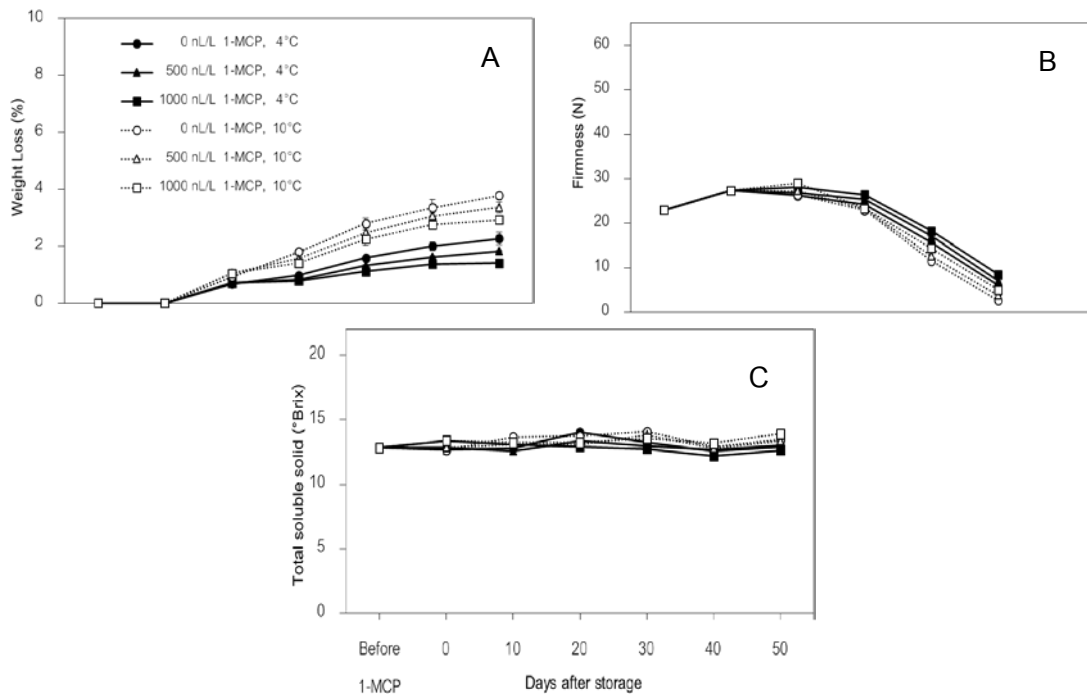 10
8
6
4
2
0
Weight Loss (%)
0 nL/L 1-MCP, 4°C
500 nL/L 1-MCP, 4°C
1000 nL/L 1-MCP, 4°C
0 nL/L 1-MCP, 10°C
500 nL/L 1-MCP, 10°C
1000 nL/L 1-MCP, 10°C
A
60
50
40
30
20
10
0
Firmness (N)
B
20
15
10
5
0
Total soluble solid (°Brix)
C
Before 0 10 20 30 40 50
1-MCP Days after storage